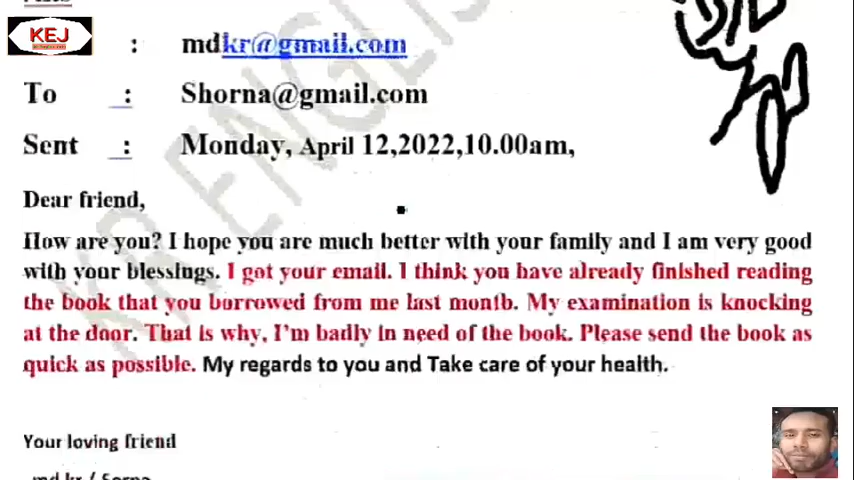 KEJ
: mdkr@gmail.com
To : Shorna@gmail.com
Sent : Monday, April 12,2022,10.00am,
Dear friend,
How are you? I hope you are much better with your family and I am very good
with your blessings. I got your email. I think you have already finished reading
the book that you borrowed from me last month. My examination is knocking
at the door. That is why, I'm badly in need of the book. Please send the book as
quick as possible. My regards to you and Take care of your health.
Your loving friend
md kr / Sorna